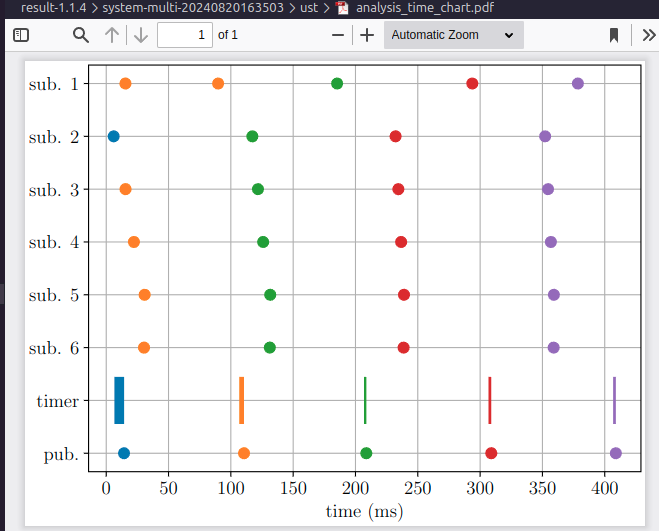 result-1.1.4 > system-multi-20240820163503 > ust > analysis_time_chart.pdf
1 of 1 Automatic Zoom
sub. 1
sub. 2
sub. 3
sub. 4
sub. 5
sub. 6
timer
pub.
0 50 100 150 200 250 300 350 400
time (ms)